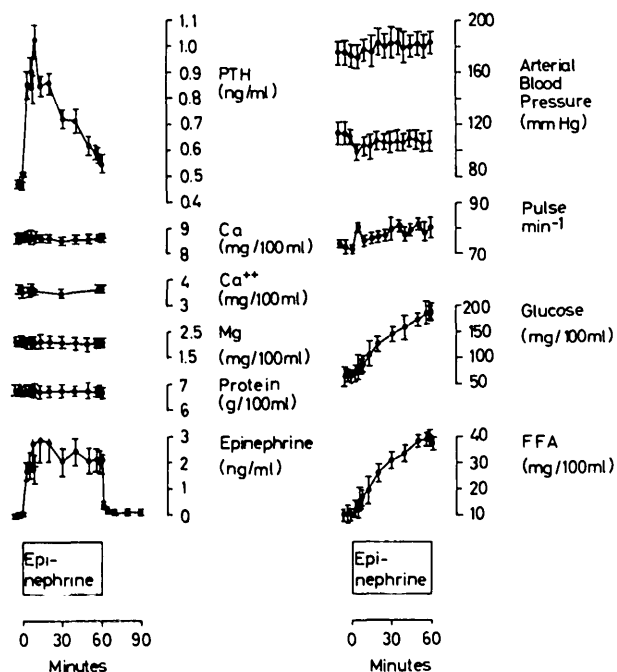 1.1
1.0
0.9
0.8
0.7
0.6
0.5
0.4
PTH
(ng/ml)
9
8
Ca
(mg/100ml)
4
3
Ca++
(mg/100ml)
2.5
1.5
Mg
(mg/100ml)
7
6
Protein
(g/100ml)
3
2
1
0
Epinephrine
(ng/ml)
Epi-
nephrine
0 30 60 90
Minutes
200
160
120
80
Arterial
Blood
Pressure
(mmHg)
90
70
Pulse
min-1
200
150
100
50
Glucose
(mg/100ml)
40
30
20
10
FFA
(mg/100ml)
Epi-
nephrine
0 30 60
Minutes